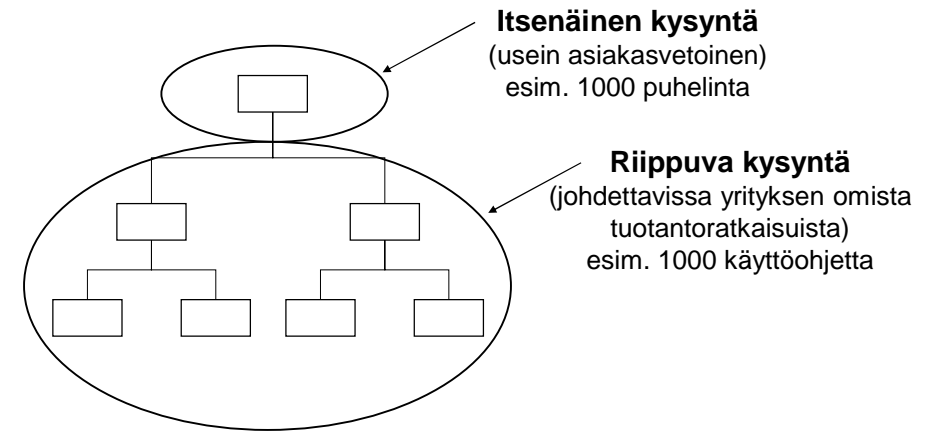 Itsenäinen kysyntä
(usein asiakasvetoinen)
esim. 1000 puhelinta
Riippuva kysyntä
(johdettavissa yrityksen omista
tuotantoratkaisuista)
esim. 1000 käyttöohjetta